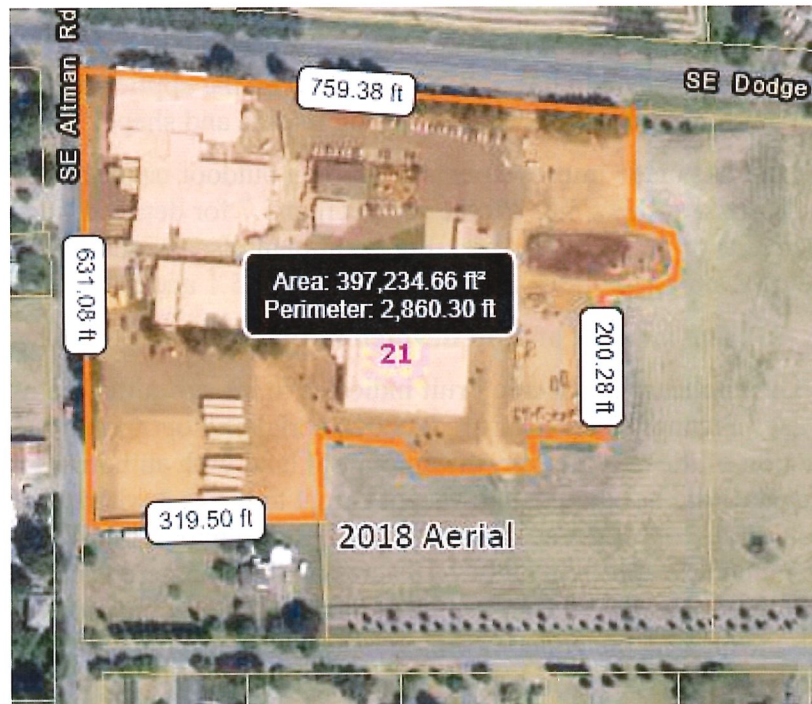 SE Altman Rd
759.38 ft
SE Dodge
631.08 ft
Area: 397,234.66 ft²
Perimeter: 2,860.30 ft
21
200.28 ft
319.50 ft
2018 Aerial